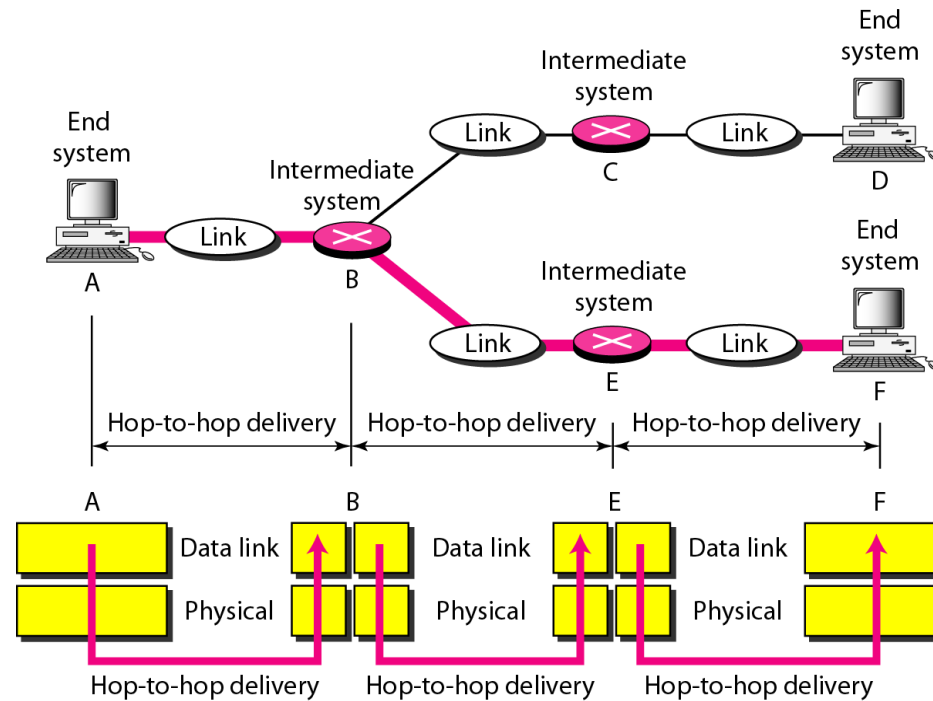 End
system
Intermediate
system
Link
Link
C
D
End
system
Intermediate
system
Link
A
B
End
system
Intermediate
system
Link
Link
E
F
Hop-to-hop delivery
Hop-to-hop delivery
Hop-to-hop delivery
A
B
E
F
Data link
Data link
Data link
Physical
Physical
Physical
Hop-to-hop delivery
Hop-to-hop delivery
Hop-to-hop delivery